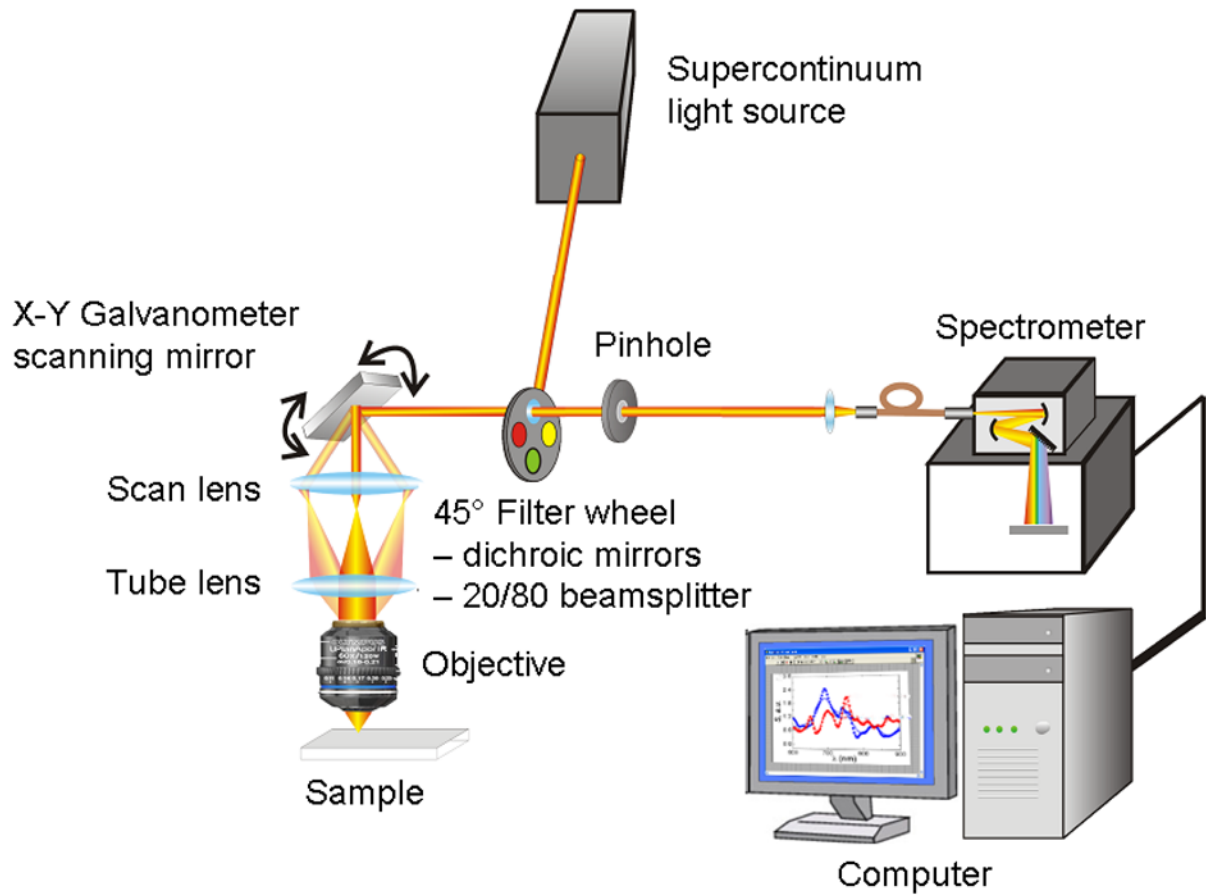 Supercontinuum
light source
X-Y Galvanometer
scanning mirror
Pinhole
Spectrometer
Scan lens
45° Filter wheel
– dichroic mirrors
– 20/80 beamsplitter
Tube lens
Objective
Sample
λ (nm)
Computer